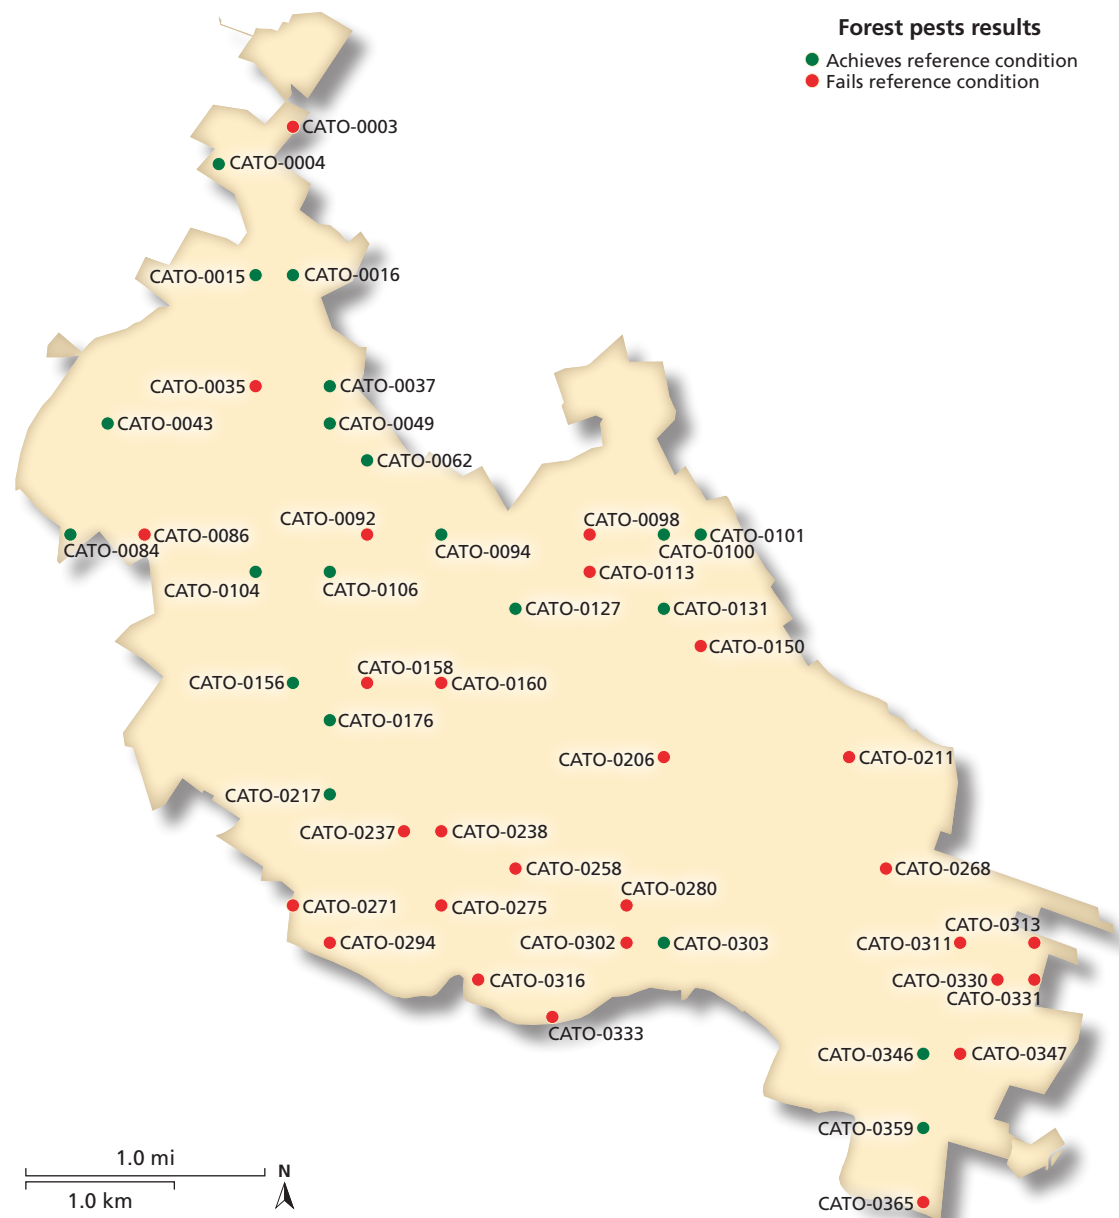 Forest pests results
Achieves reference condition
Fails reference condition
CATO-0003
CATO-0004
CATO-0015
CATO-0016
CATO-0035
CATO-0037
CATO-0043
CATO-0049
CATO-0062
CATO-0092
CATO-0098
CATO-0086
CATO-0101
CATO-0084
CATO-0094
CATO-0100
CATO-0113
CATO-0104
CATO-0106
CATO-0127
CATO-0131
CATO-0150
CATO-0158
CATO-0156
CATO-0160
CATO-0176
CATO-0206
CATO-0211
CATO-0217
CATO-0237
CATO-0238
CATO-0258
CATO-0268
CATO-0280
CATO-0271
CATO-0275
CATO-0313
CATO-0294
CATO-0302
CATO-0303
CATO-0311
CATO-0316
CATO-0330
CATO-0331
CATO-0333
CATO-0346
CATO-0347
CATO-0359
1.0 mi
N
1.0 km
CATO-0365